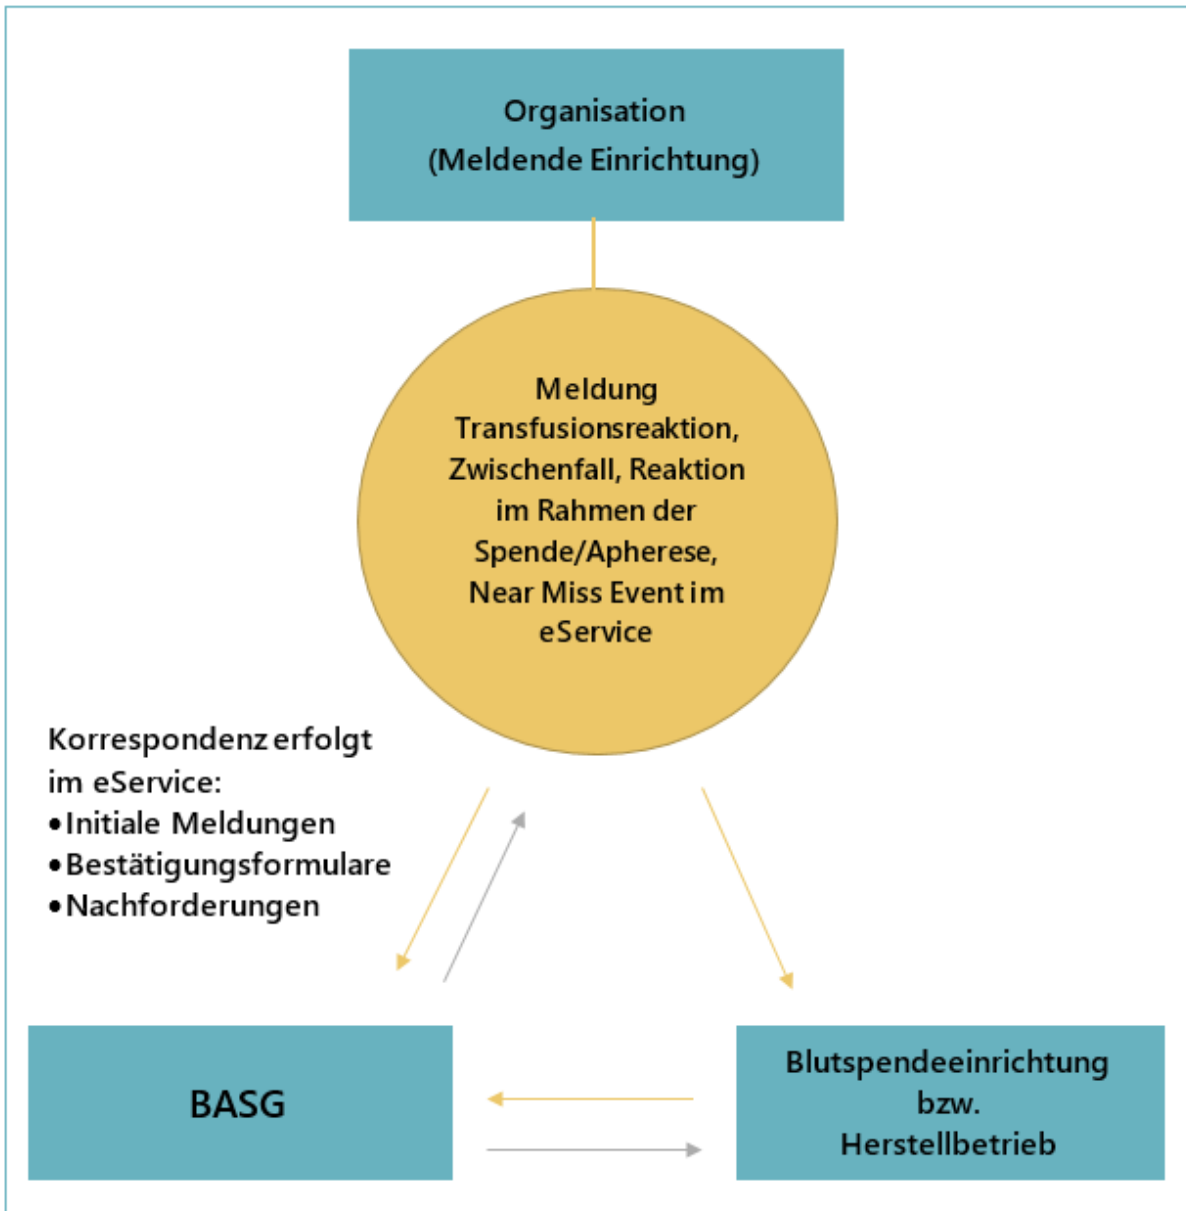 Organisation
(Meldende Einrichtung)
Meldung
Transfusionsreaktion,
Zwischenfall, Reaktion
im Rahmen der
Spende/Apherese,
Near Miss Event im
eService
Korrespondenz erfolgt
im eService:
•Initiale Meldungen
•Bestätigungsformulare
•Nachforderungen
BASG
Blutspendeeinrichtung
bzw.
Herstellbetrieb